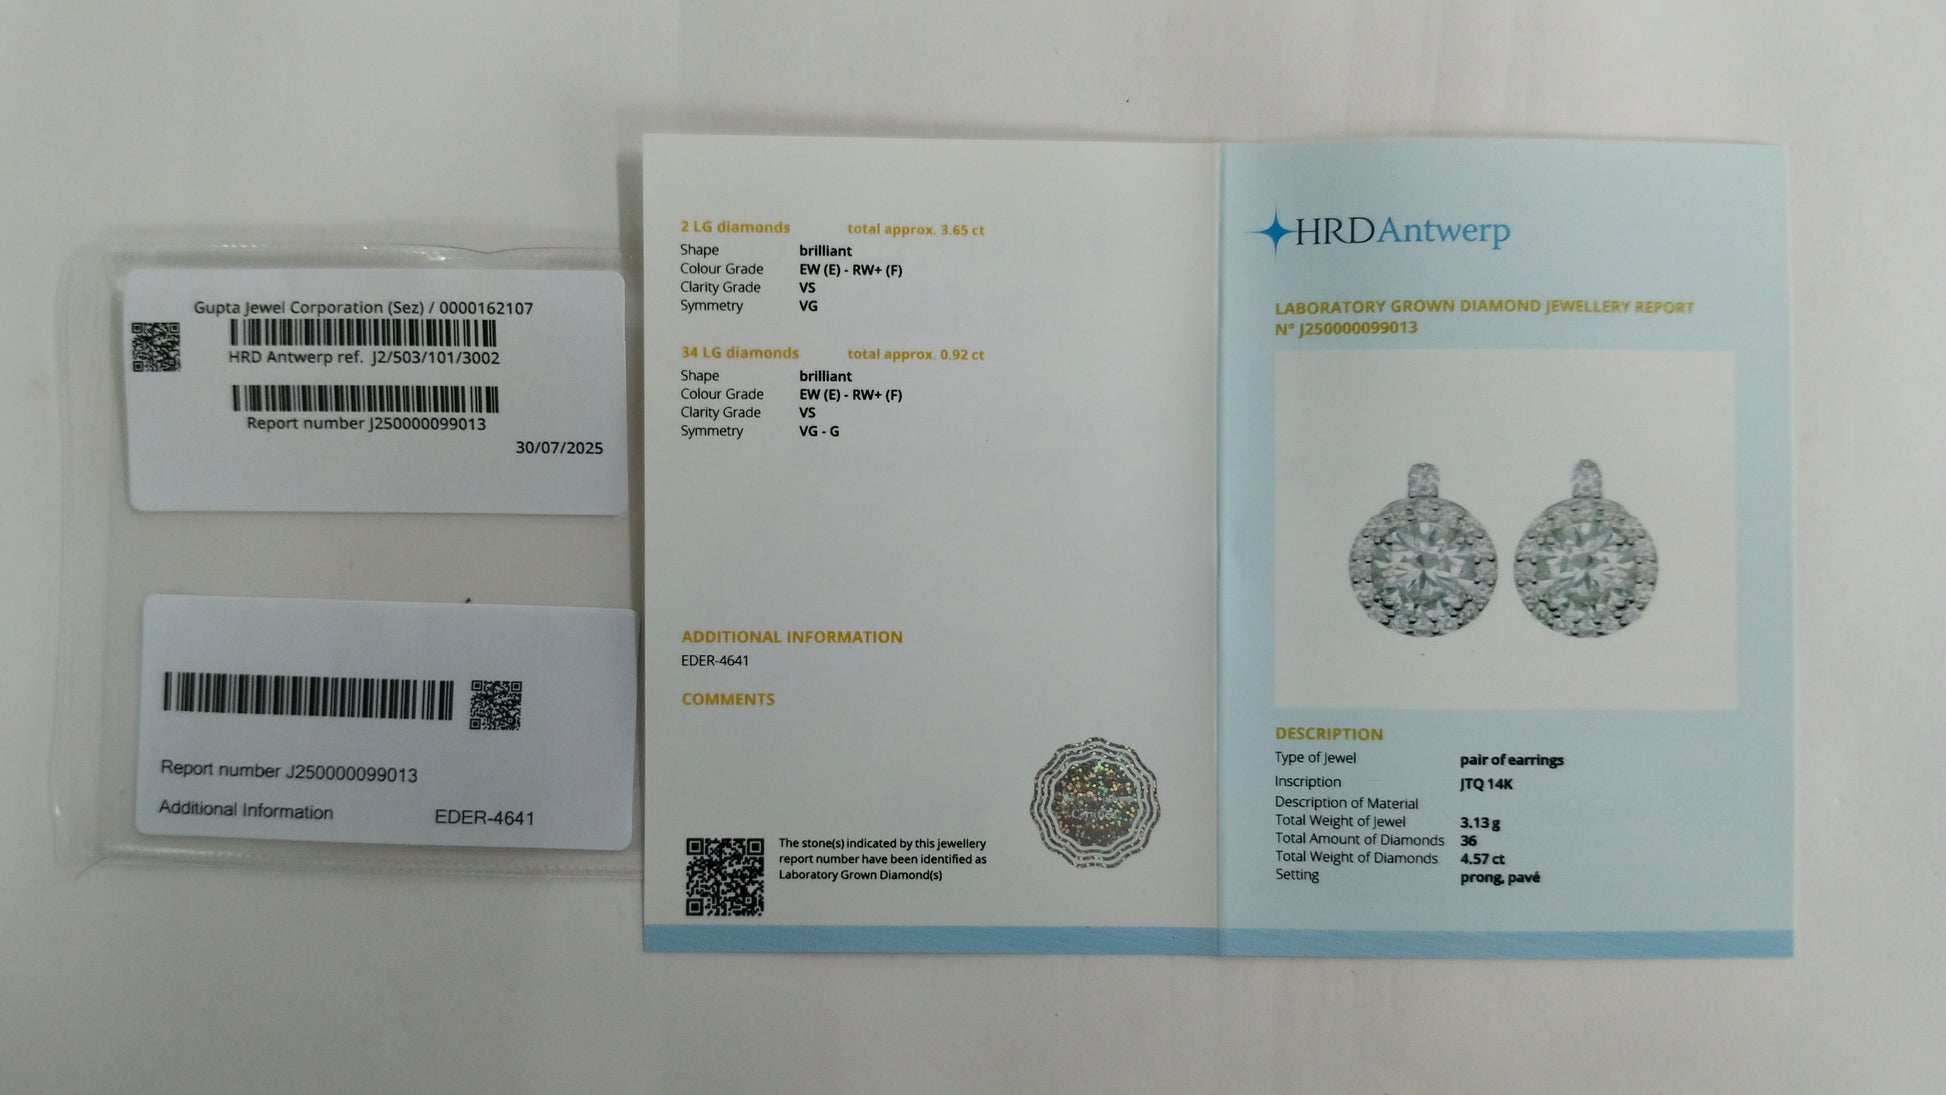 Gupta Jewel Corporation (Sez) / 0000162107
HRD Antwerp ref. J2/503/101/3002
Report number J250000099013
30/07/2025
Report number J250000099013
Additional Information EDER-4641
2 LG diamonds total approx. 3.65 ct
Shape brilliant
Colour Grade EW (E) - RW+ (F)
Clarity Grade VS
Symmetry VG
34 LG diamonds total approx. 0.92 ct
Shape brilliant
Colour Grade EW (E) - RW+ (F)
Clarity Grade VS
Symmetry VG - G
ADDITIONAL INFORMATION
EDER-4641
COMMENTS
The stone(s) indicated by this jewellery
report number have been identified as
Laboratory Grown Diamond(s)
HRDAntwerp
LABORATORY GROWN DIAMOND JEWELLERY REPORT
N° J250000099013
DESCRIPTION
Type of Jewel pair of earrings
Inscription JTQ 14K
Description of Material
Total Weight of Jewel 3.13 g
Total Amount of Diamonds 36
Total Weight of Diamonds 4.57 ct
Setting prong, pavé